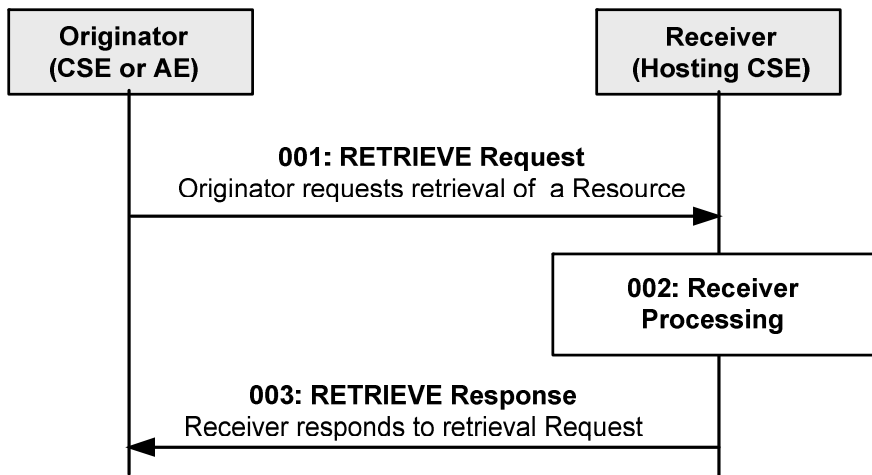 Originator
(CSE or AE)
Receiver
(Hosting CSE)
001: RETRIEVE Request
Originator requests retrieval of  a Resource
002: Receiver
Processing
003: RETRIEVE Response
Receiver responds to retrieval Request